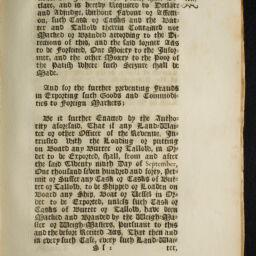 clare, and is hereby Required to Declare
and Adjudge, without Favour or Affecti-
on, such Cask or Casks and the But-
ter and Tallow therein Contained not
Marked or Branded according to the Di-
rections of this, and the said recited Acts
to be Forfeited, One Moiety to the Infor-
mer, and the other Moiety to the Poor of
the Parish where such Seizure shall be
Made.
And for the further preventing Frauds
in Exporting such Goods and Commodi-
ties to Foreign Markets;
Be it further Enacted by the Autho-
rity aforesaid, That if any Land-Wai-
ter or other Officer of the Revenue, In-
trusted with the Loading or putting
on Board any Butter or Tallow, in Or-
der to be Exported, shall, from and after
the said Twenty ninth Day of September,
One thousand seven hundred and forty, Per-
mit or Suffer any Cask or Casks of But-
ter or Tallow, to be Shipped or Loaden on
Board any Ship, Boat or Vessel in Or-
der to be Exported, unless such Cask or
Casks of Butter or Tallow, have been
Marked and Branded by the Weigh-Ma-
ster or Weigh-Masters, Pursuant to this
and the before Recited Acts, That then and
in every such Case, every such Land-Wai-
S f ter,